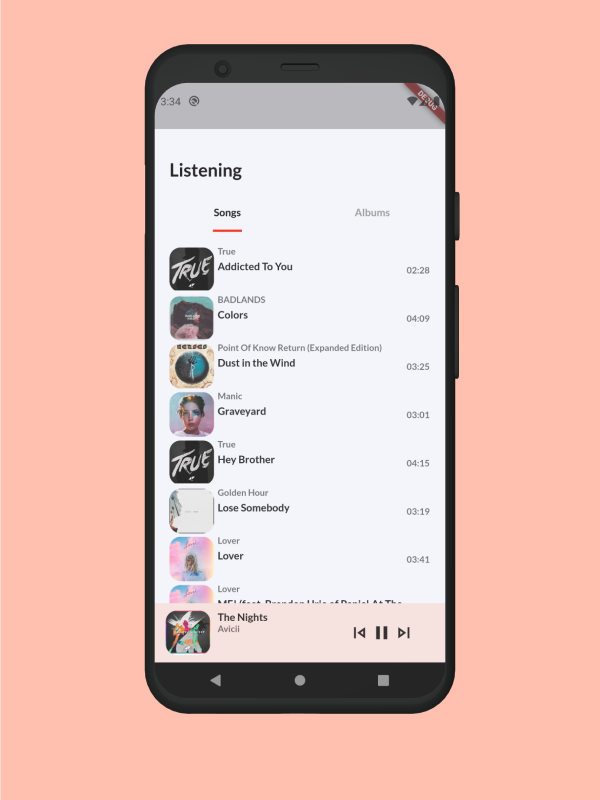 3:34
DEBUG
Listening
Songs
Albums
True
Addicted To You
02:28
TRUE
BADLANDS
Colors
04:09
Point Of Know Return (Expanded Edition)
Dust in the Wind
03:25
KANSAS
Manic
Graveyard
03:01
True
Hey Brother
04:15
TRUE
Golden Hour
Lose Somebody
03:19
Lover
Lover
03:41
Lover
ME! (feat. Brendon Urie of Panic! At The
The Nights
Avicii